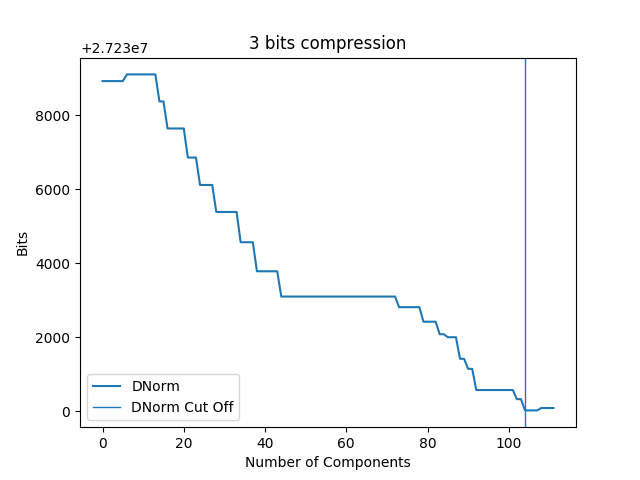 3 bits compression
+2.723e7
8000
6000
4000
2000
0
Bits
DNorm
DNorm Cut Off
0 20 40 60 80 100
Number of Components